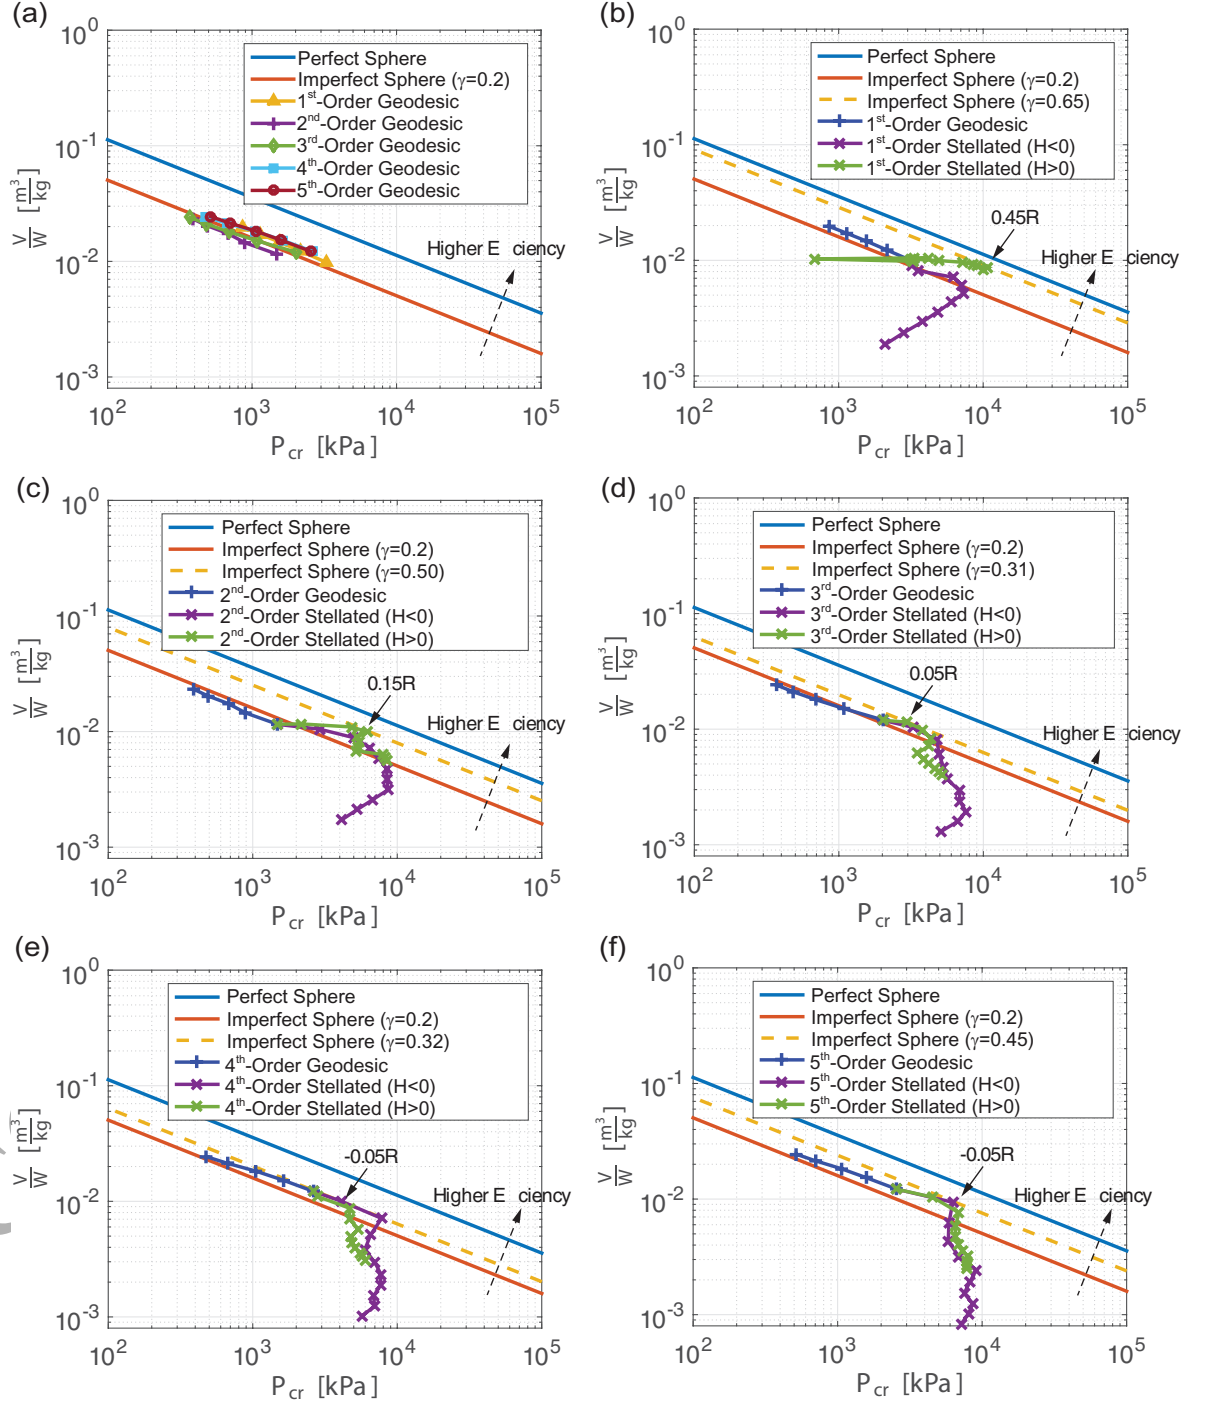 (a)
10^0
10^-1
10^-2
10^-3
V/W [m^3/kg]
Perfect Sphere
Imperfect Sphere (γ=0.2)
1st-Order Geodesic
2nd-Order Geodesic
3rd-Order Geodesic
4th-Order Geodesic
5th-Order Geodesic
Higher E ciency
10^2 10^3 10^4 10^5
P_cr [kPa]
(b)
10^0
10^-1
10^-2
10^-3
V/W [m^3/kg]
Perfect Sphere
Imperfect Sphere (γ=0.2)
Imperfect Sphere (γ=0.65)
1st-Order Geodesic
1st-Order Stellated (H<0)
1st-Order Stellated (H>0)
0.45R
Higher E ciency
10^2 10^3 10^4 10^5
P_cr [kPa]
(c)
10^0
10^-1
10^-2
10^-3
V/W [m^3/kg]
Perfect Sphere
Imperfect Sphere (γ=0.2)
Imperfect Sphere (γ=0.50)
2nd-Order Geodesic
2nd-Order Stellated (H<0)
2nd-Order Stellated (H>0)
0.15R
Higher E ciency
10^2 10^3 10^4 10^5
P_cr [kPa]
(d)
10^0
10^-1
10^-2
10^-3
V/W [m^3/kg]
Perfect Sphere
Imperfect Sphere (γ=0.2)
Imperfect Sphere (γ=0.31)
3rd-Order Geodesic
3rd-Order Stellated (H<0)
3rd-Order Stellated (H>0)
0.05R
Higher E ciency
10^2 10^3 10^4 10^5
P_cr [kPa]
(e)
10^0
10^-1
10^-2
10^-3
V/W [m^3/kg]
Perfect Sphere
Imperfect Sphere (γ=0.2)
Imperfect Sphere (γ=0.32)
4th-Order Geodesic
4th-Order Stellated (H<0)
4th-Order Stellated (H>0)
-0.05R
Higher E ciency
10^2 10^3 10^4 10^5
P_cr [kPa]
(f)
10^0
10^-1
10^-2
10^-3
V/W [m^3/kg]
Perfect Sphere
Imperfect Sphere (γ=0.2)
Imperfect Sphere (γ=0.45)
5th-Order Geodesic
5th-Order Stellated (H<0)
5th-Order Stellated (H>0)
-0.05R
Higher E ciency
10^2 10^3 10^4 10^5
P_cr [kPa]